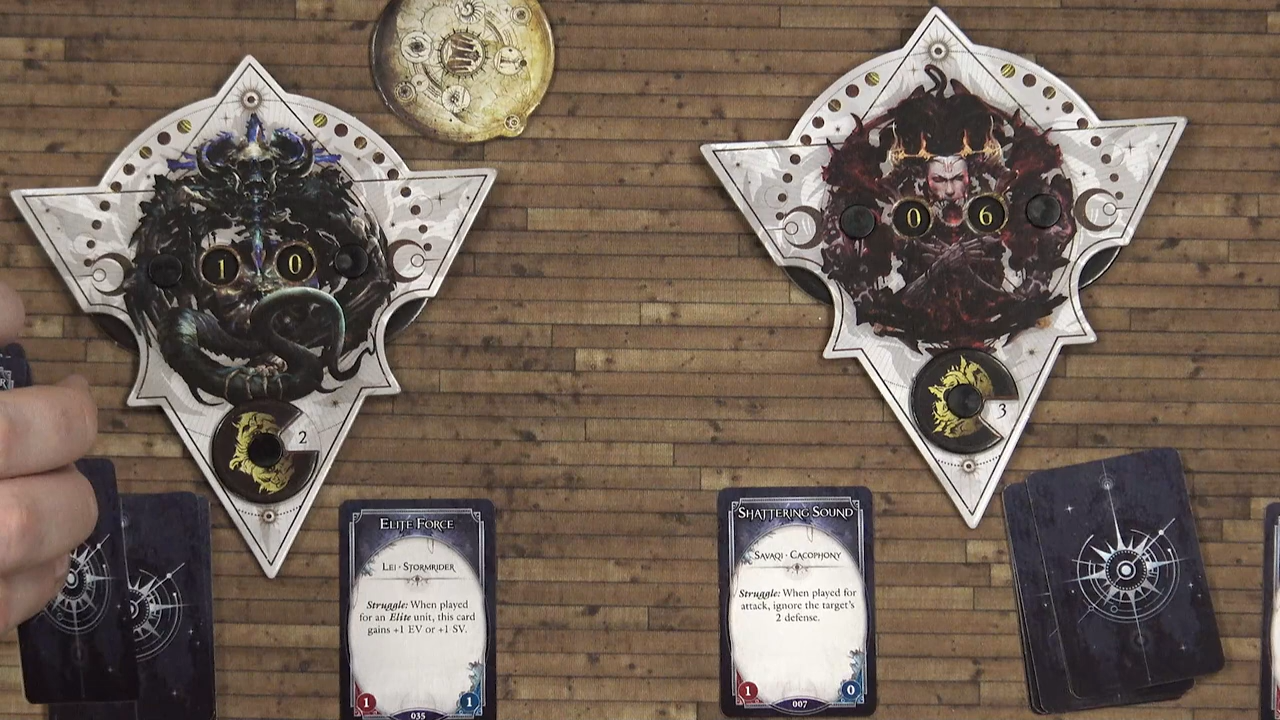 1 0
2
0 6
3
ELITE FORCE
LEI · STORMRIDER
Struggle: When played
for an Elite unit, this card
gains +1 EV or +1 SV.
1
1
035
SHATTERING SOUND
SAVAQI · CACOPHONY
Struggle: When played for
attack, ignore the target's
2 defense.
1
0
007